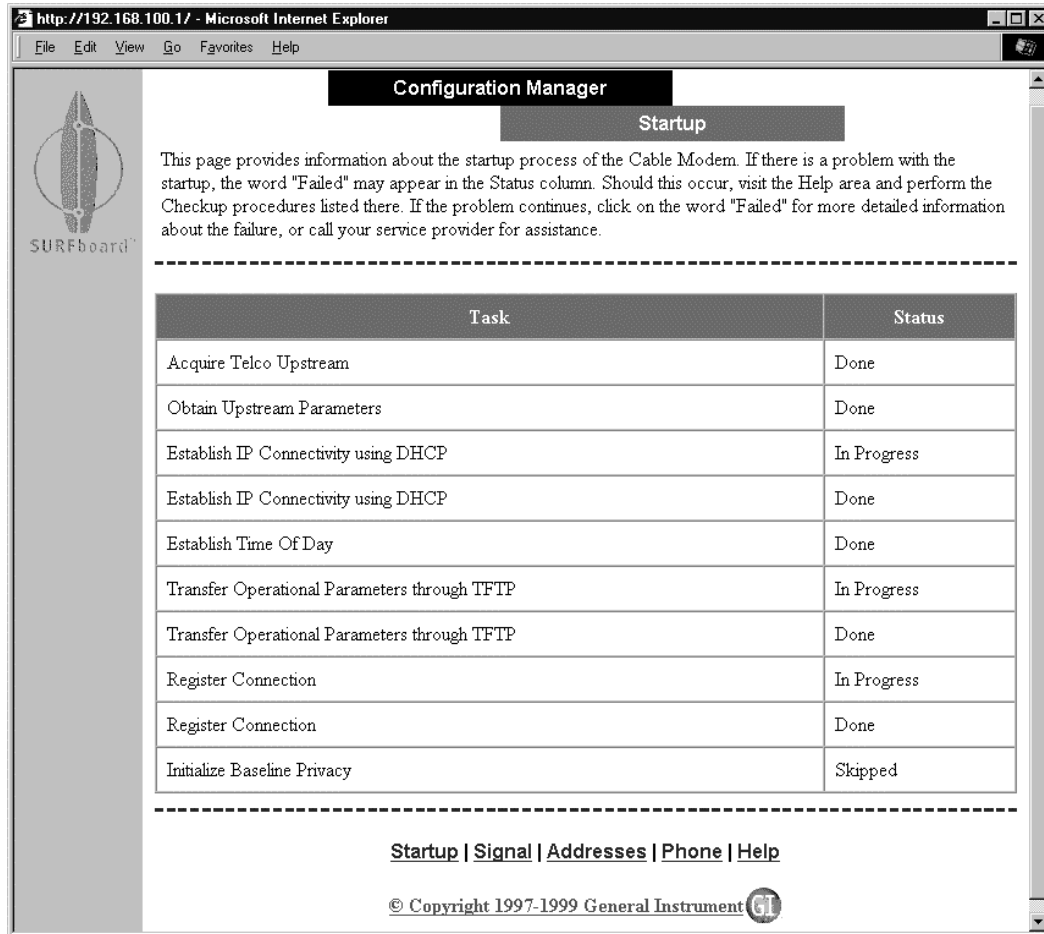 http://192.168.100.1/ - Microsoft Internet Explorer
File Edit View Go Favorites Help
SURFboard™
Configuration Manager
Startup
This page provides information about the startup process of the Cable Modem. If there is a problem with the
startup, the word "Failed" may appear in the Status column. Should this occur, visit the Help area and perform the
Checkup procedures listed there. If the problem continues, click on the word "Failed" for more detailed information
about the failure, or call your service provider for assistance.
Task Status
Acquire Telco Upstream Done
Obtain Upstream Parameters Done
Establish IP Connectivity using DHCP In Progress
Establish IP Connectivity using DHCP Done
Establish Time Of Day Done
Transfer Operational Parameters through TFTP In Progress
Transfer Operational Parameters through TFTP Done
Register Connection In Progress
Register Connection Done
Initialize Baseline Privacy Skipped
Startup | Signal | Addresses | Phone | Help
© Copyright 1997-1999 General Instrument GI